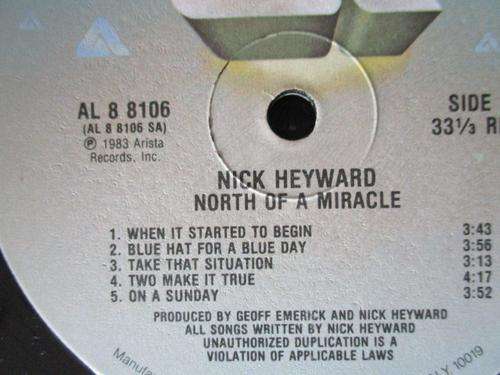 AL 8 8106
(AL 8 8106 SA)
℗ 1983 Arista
Records, Inc.
SIDE
33⅓ R
NICK HEYWARD
NORTH OF A MIRACLE
1. WHEN IT STARTED TO BEGIN 3:43
2. BLUE HAT FOR A BLUE DAY 3:56
3. TAKE THAT SITUATION 3:13
4. TWO MAKE IT TRUE 4:17
5. ON A SUNDAY 3:52
PRODUCED BY GEOFF EMERICK AND NICK HEYWARD
ALL SONGS WRITTEN BY NICK HEYWARD
UNAUTHORIZED DUPLICATION IS A
VIOLATION OF APPLICABLE LAWS
Manufa
N.Y. 10019